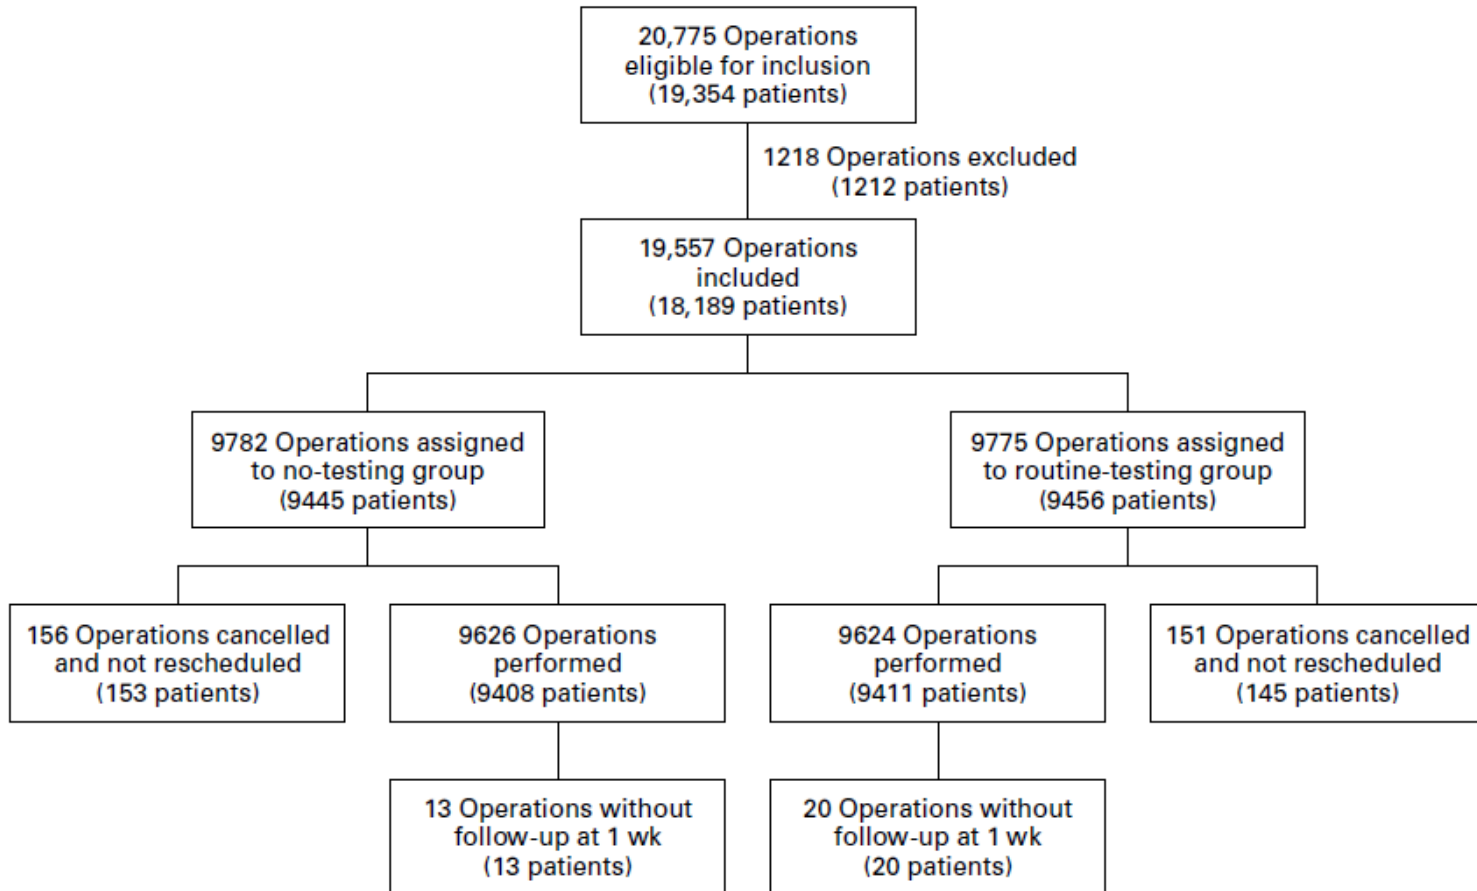 20,775 Operations
eligible for inclusion
(19,354 patients)
1218 Operations excluded
(1212 patients)
19,557 Operations
included
(18,189 patients)
9782 Operations assigned
to no-testing group
(9445 patients)
9775 Operations assigned
to routine-testing group
(9456 patients)
156 Operations cancelled
and not rescheduled
(153 patients)
9626 Operations
performed
(9408 patients)
9624 Operations
performed
(9411 patients)
151 Operations cancelled
and not rescheduled
(145 patients)
13 Operations without
follow-up at 1 wk
(13 patients)
20 Operations without
follow-up at 1 wk
(20 patients)